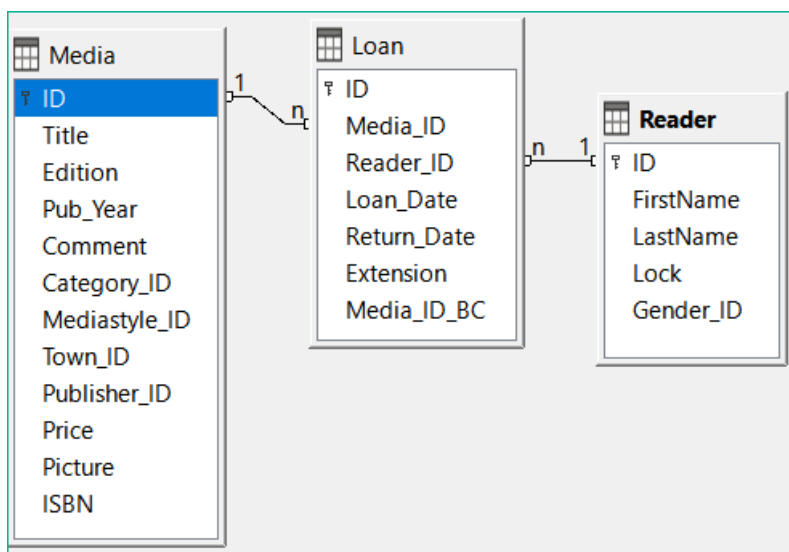 Media
ID
Title
Edition
Pub_Year
Comment
Category_ID
Mediastyle_ID
Town_ID
Publisher_ID
Price
Picture
ISBN
1
n
Loan
ID
Media_ID
Reader_ID
Loan_Date
Return_Date
Extension
Media_ID_BC
n
1
Reader
ID
FirstName
LastName
Lock
Gender_ID